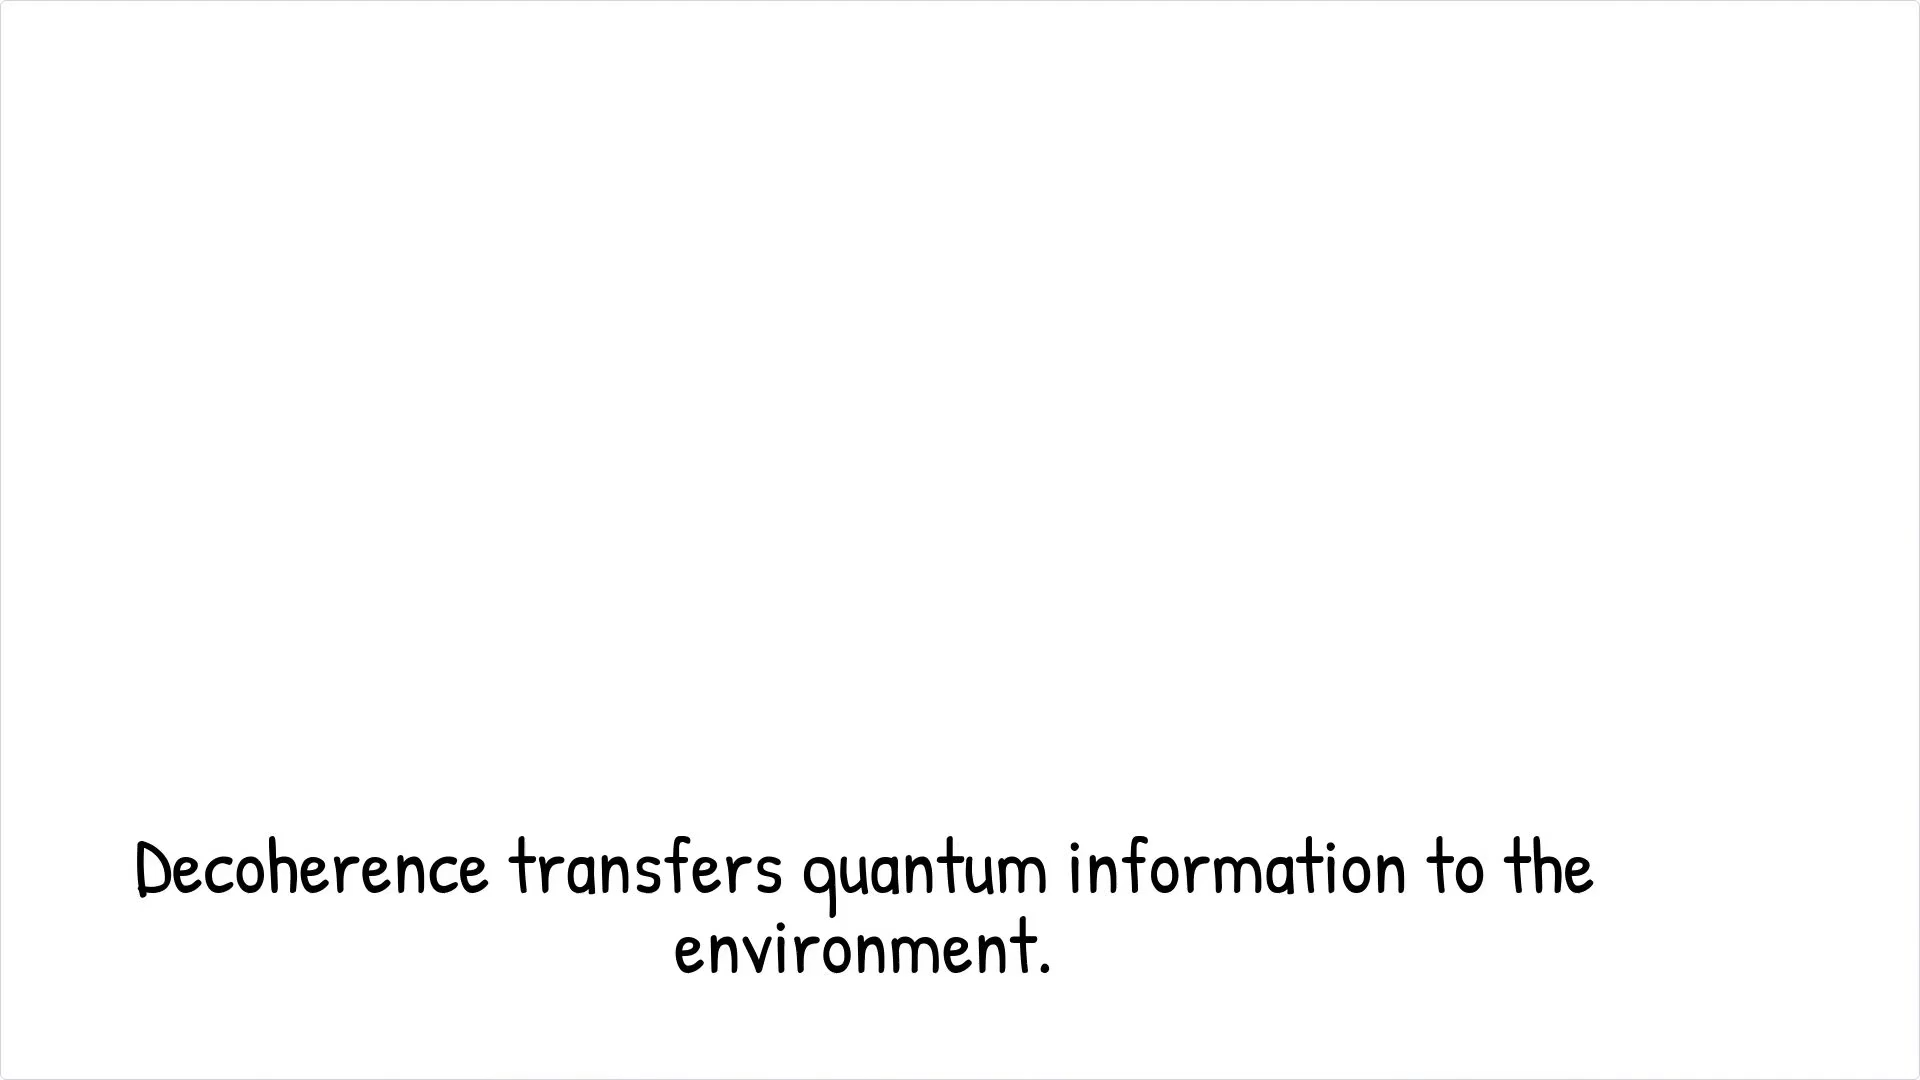 Decoherence transfers quantum information to the
environment.